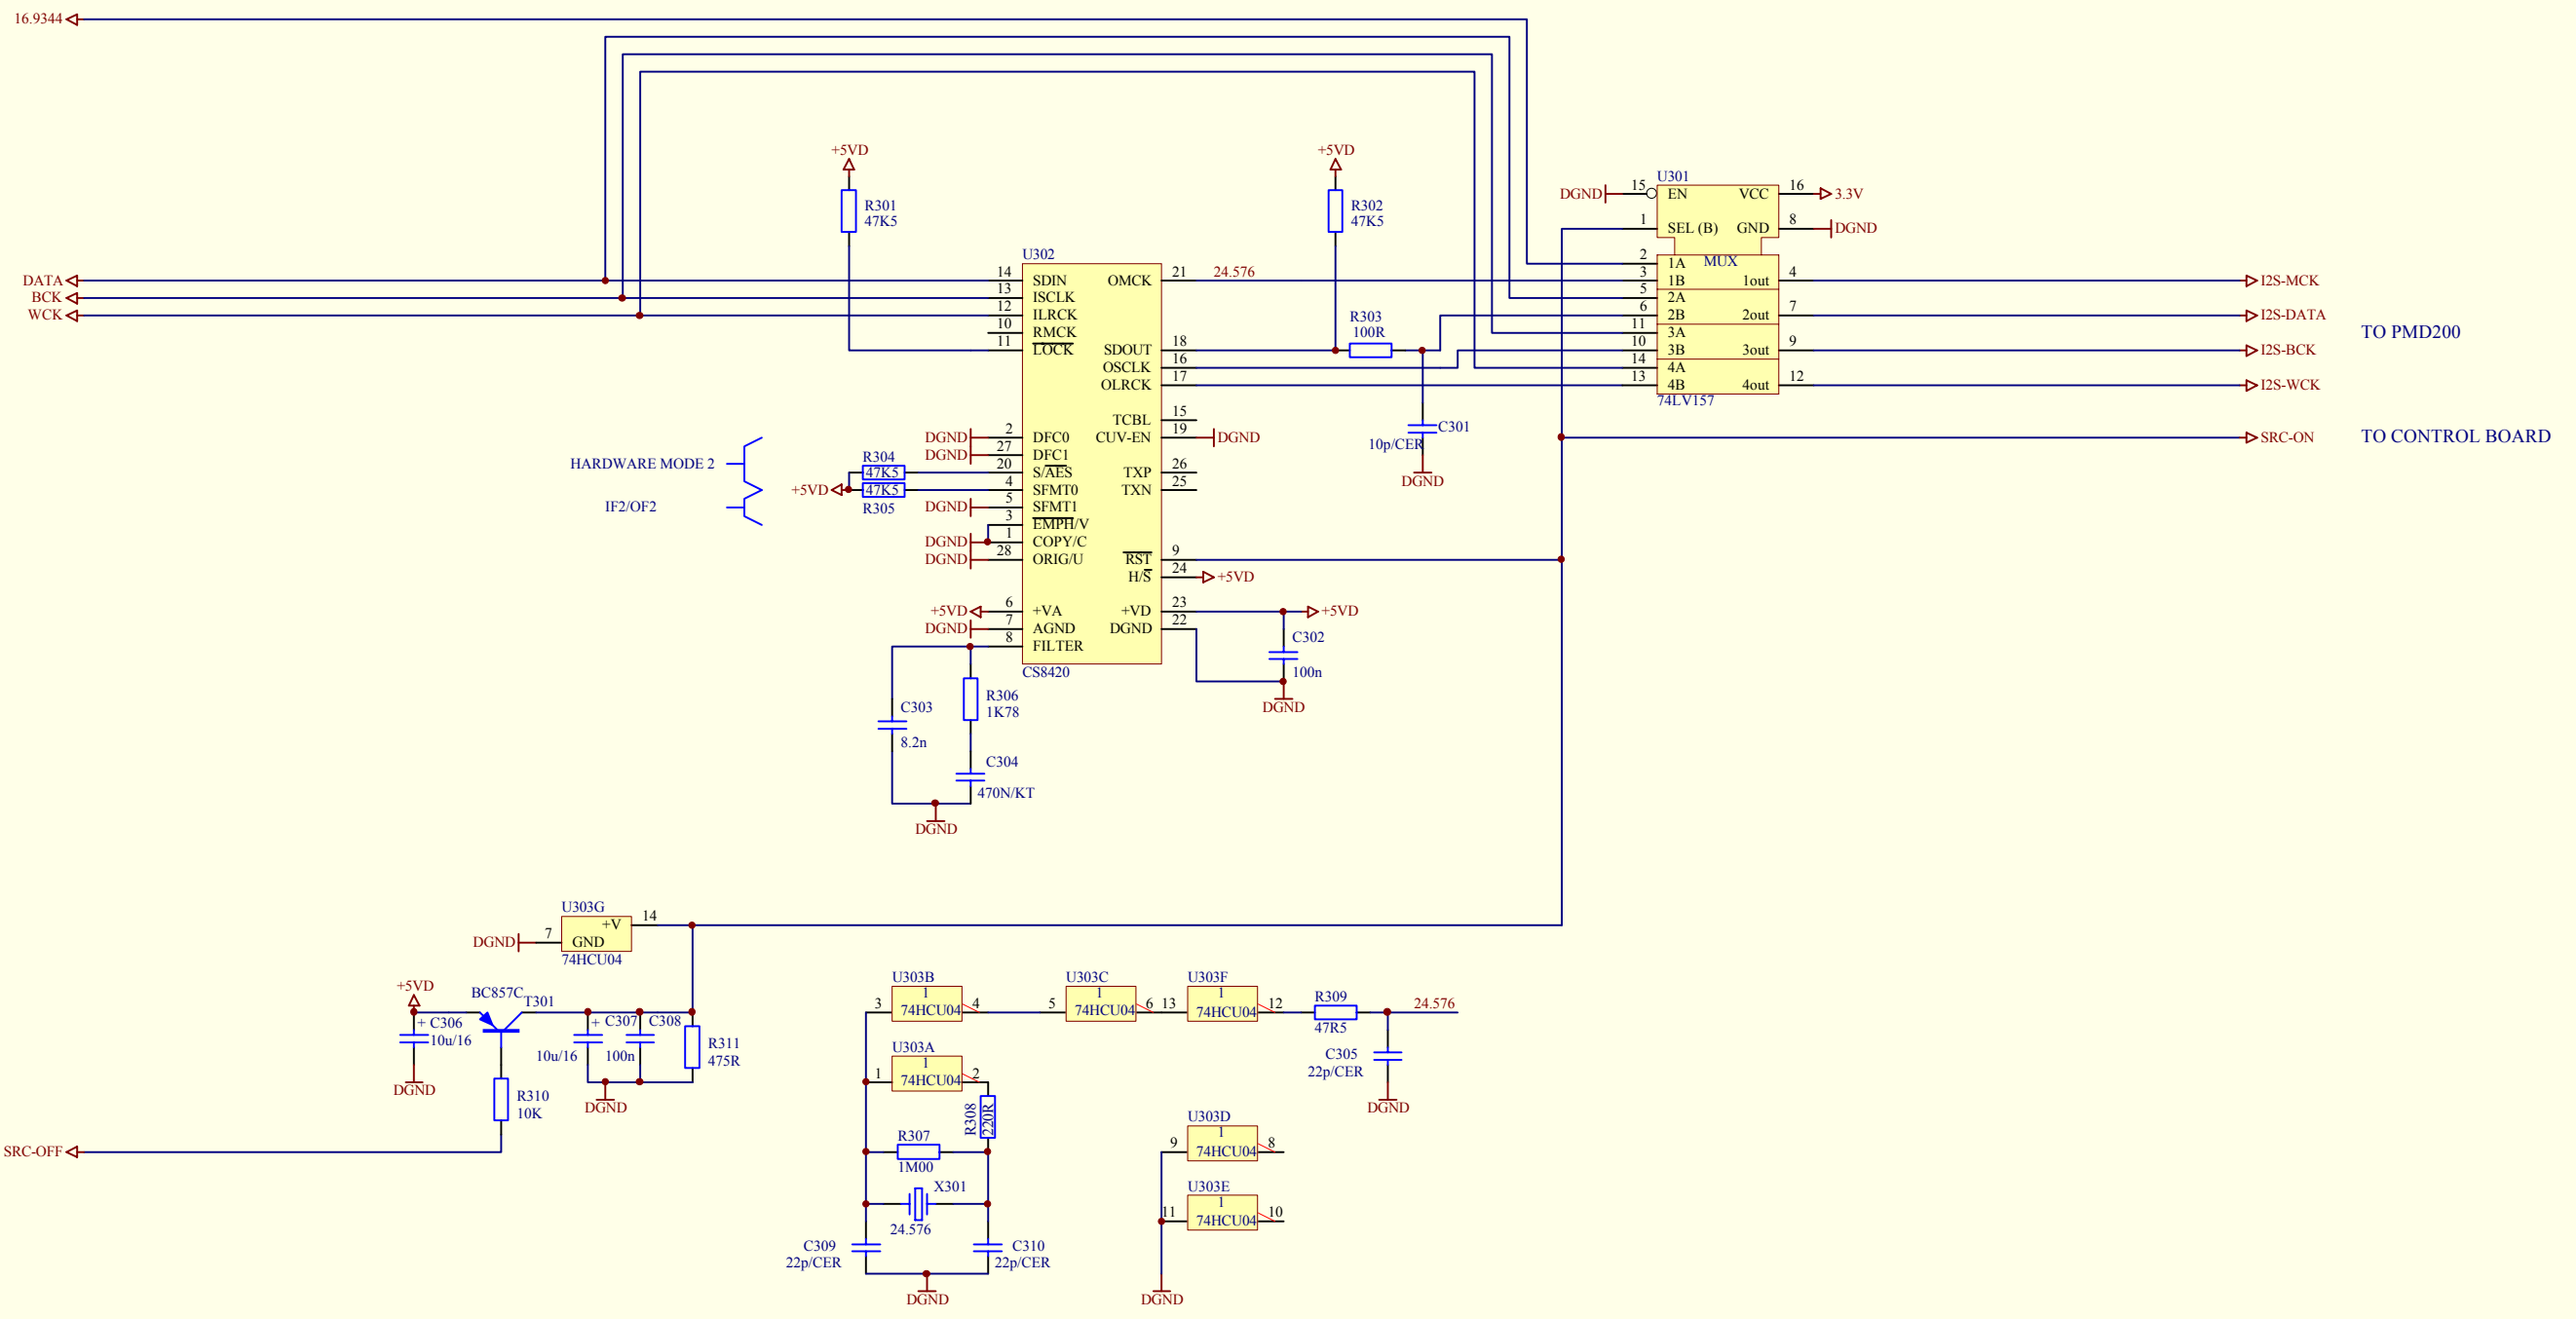 16.9344
+5VD
+5VD
R301
47K5
R302
47K5
U301
DGND 15 EN VCC 16 3.3V
1 SEL (B) GND 8 DGND
MUX
2 1A
3 1B 1out 4 I2S-MCK
5 2A
6 2B 2out 7 I2S-DATA
11 3A
10 3B 3out 9 I2S-BCK
14 4A
13 4B 4out 12 I2S-WCK
74LV157
TO PMD200
SRC-ON TO CONTROL BOARD
DATA
BCK
WCK
U302
14 SDIN OMCK 21 24.576
13 ISCLK
12 ILRCK
10 RMCK
11 LOCK SDOUT 18
OSCLK 16
OLRCK 17
R303
100R
C301
10p/CER
DGND
TCBL 15
DGND 2 DFC0 CUV-EN 19 DGND
DGND 27 DFC1
20 S/AES TXP 26
4 SFMT0 TXN 25
DGND 5 SFMT1
3 EMPH/V
DGND 1 COPY/C
DGND 28 ORIG/U RST 9
H/S 24 +5VD
+5VD 6 +VA +VD 23 +5VD
DGND 7 AGND DGND 22
8 FILTER
CS8420
HARDWARE MODE 2
IF2/OF2
R304
47K5
+5VD 47K5
R305
C302
100n
DGND
C303
8.2n
R306
1K78
C304
470N/KT
DGND
U303G
+V 14
DGND 7 GND
74HCU04
+5VD
BC857C T301
+ C306
10u/16
DGND
+ C307
10u/16
C308
100n
DGND
R311
475R
R310
10K
SRC-OFF
U303B
3 1 74HCU04 4
U303C
5 1 74HCU04 6
U303F
13 1 74HCU04 12
R309
47R5
24.576
C305
22p/CER
DGND
U303A
1 1 74HCU04 2
R308
220R
R307
1M00
X301
24.576
C309
22p/CER
C310
22p/CER
DGND
U303D
9 1 74HCU04 8
U303E
11 1 74HCU04 10
DGND